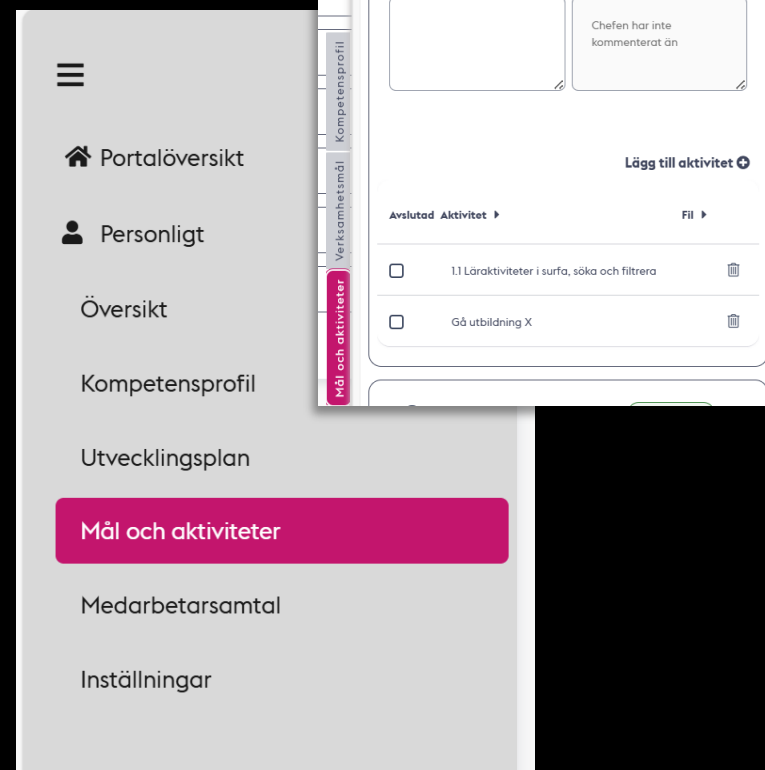 Portalöversikt
Personligt
Översikt
Kompetensprofil
Utvecklingsplan
Mål och aktiviteter
Medarbetarsamtal
Inställningar
Kompetensprofil
Verksamhetsmål
Mål och aktiviteter
Chefen har inte
kommenterat än
Lägg till aktivitet
Avslutad Aktivitet Fil
1.1 Läraktiviteter i surfa, söka och filtrera
Gå utbildning X